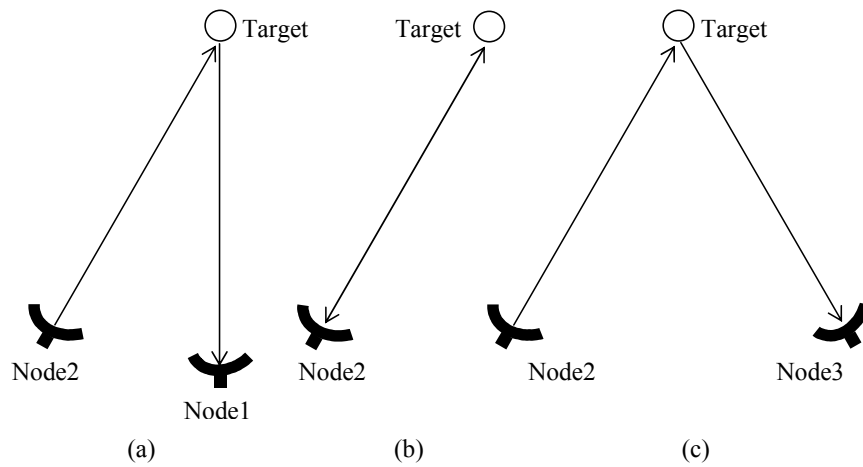 Target
Target
Target
Node2
Node2
Node2
Node3
Node1
(a)
(b)
(c)